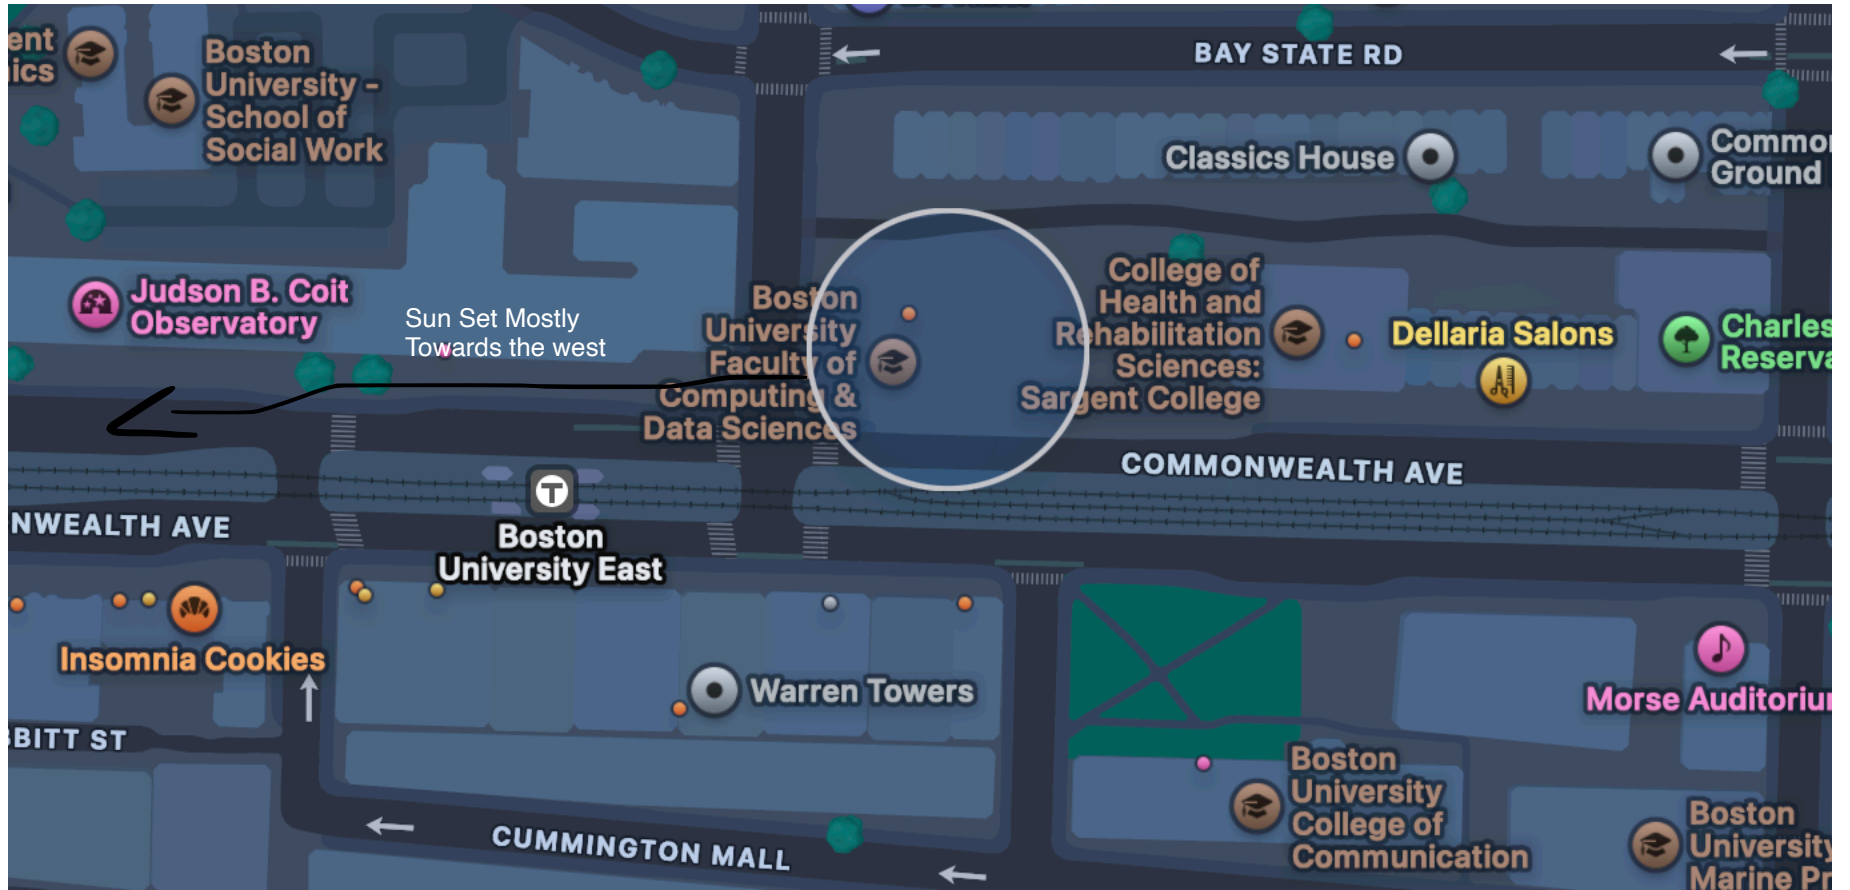 ent
ics
Boston
University -
School of
Social Work
BAY STATE RD
Classics House
Common
Ground
Judson B. Coit
Observatory
Sun Set Mostly
Towards the west
Boston
University
Faculty of
Computing &
Data Sciences
College of
Health and
Rehabilitation
Sciences:
Sargent College
Dellaria Salons
Charles
Reserva
COMMONWEALTH AVE
NWEALTH AVE
T
Boston
University East
Insomnia Cookies
Warren Towers
Morse Auditoriu
BBITT ST
CUMMINGTON MALL
Boston
University
College of
Communication
Boston
University
Marine Pr